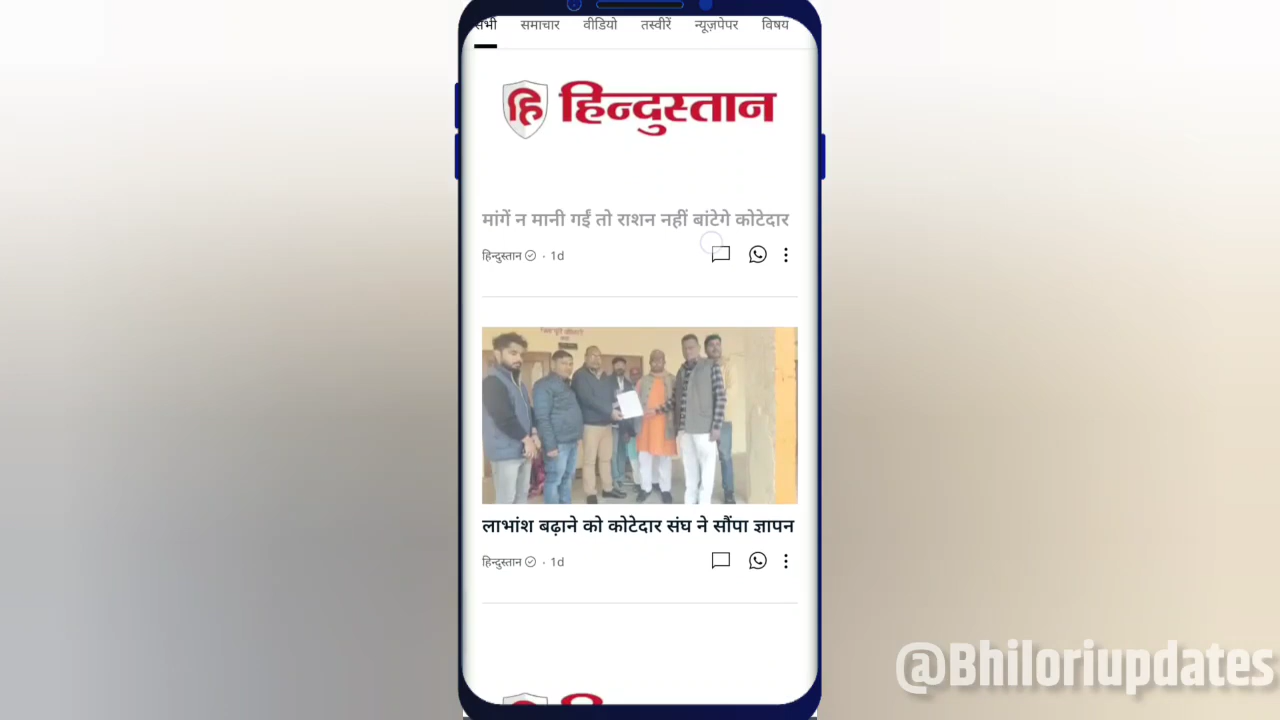 सभी समाचार वीडियो तस्वीरें न्यूज़पेपर विषय
हि हिन्दुस्तान
मांगें न मानी गईं तो राशन नहीं बांटेगे कोटेदार
हिन्दुस्तान · 1d
लाभांश बढ़ाने को कोटेदार संघ ने सौंपा ज्ञापन
हिन्दुस्तान · 1d
@Bhiloriupdates